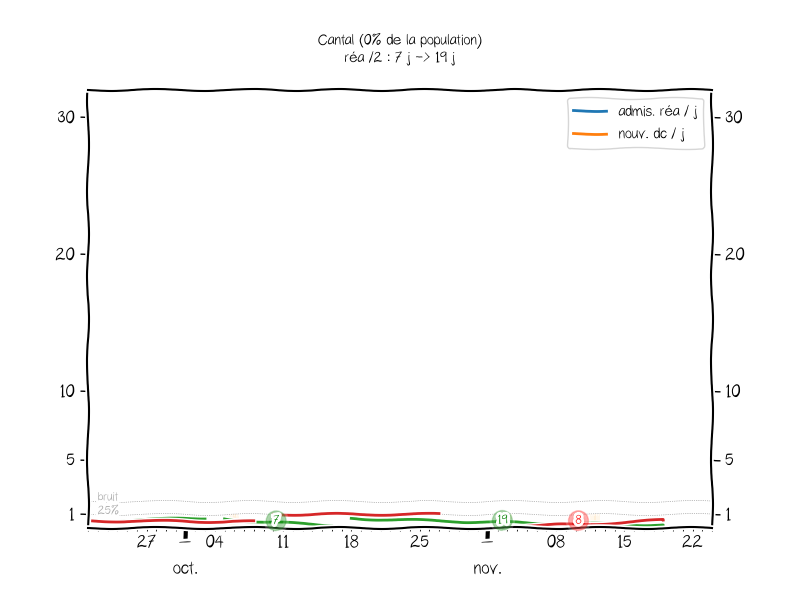 Cantal (0% de la population)
réa /2 : 7 j -> 19 j
admis. réa / j
nouv. dc / j
30 30
20 20
10 10
5 5
bruit
25%
1 1
7 19 8
27 04 11 18 25 08 15 22
oct. nov.